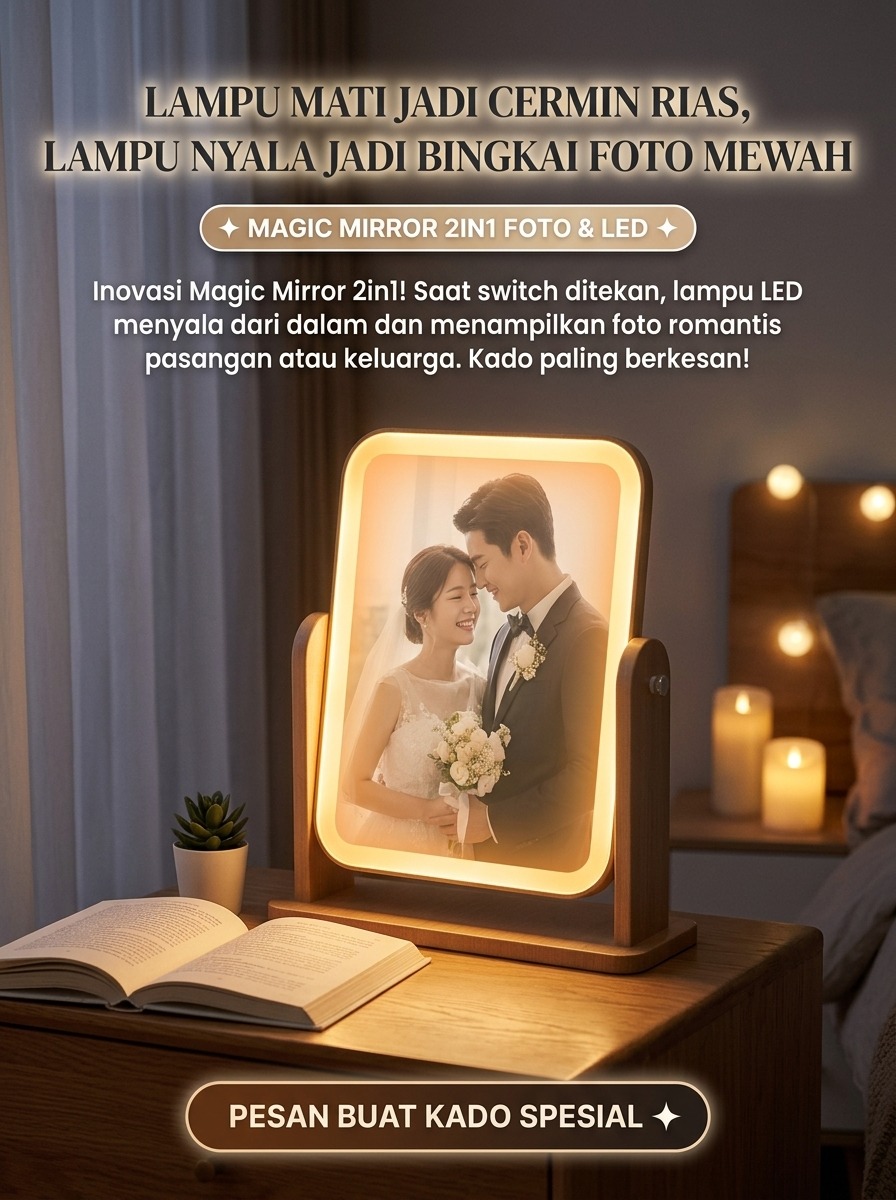 LAMPU MATI JADI CERMIN RIAS,
LAMPU NYALA JADI BINGKAI FOTO MEWAH
✦ MAGIC MIRROR 2IN1 FOTO & LED ✦
Inovasi Magic Mirror 2in1! Saat switch ditekan, lampu LED
menyala dari dalam dan menampilkan foto romantis
pasangan atau keluarga. Kado paling berkesan!
PESAN BUAT KADO SPESIAL ✦